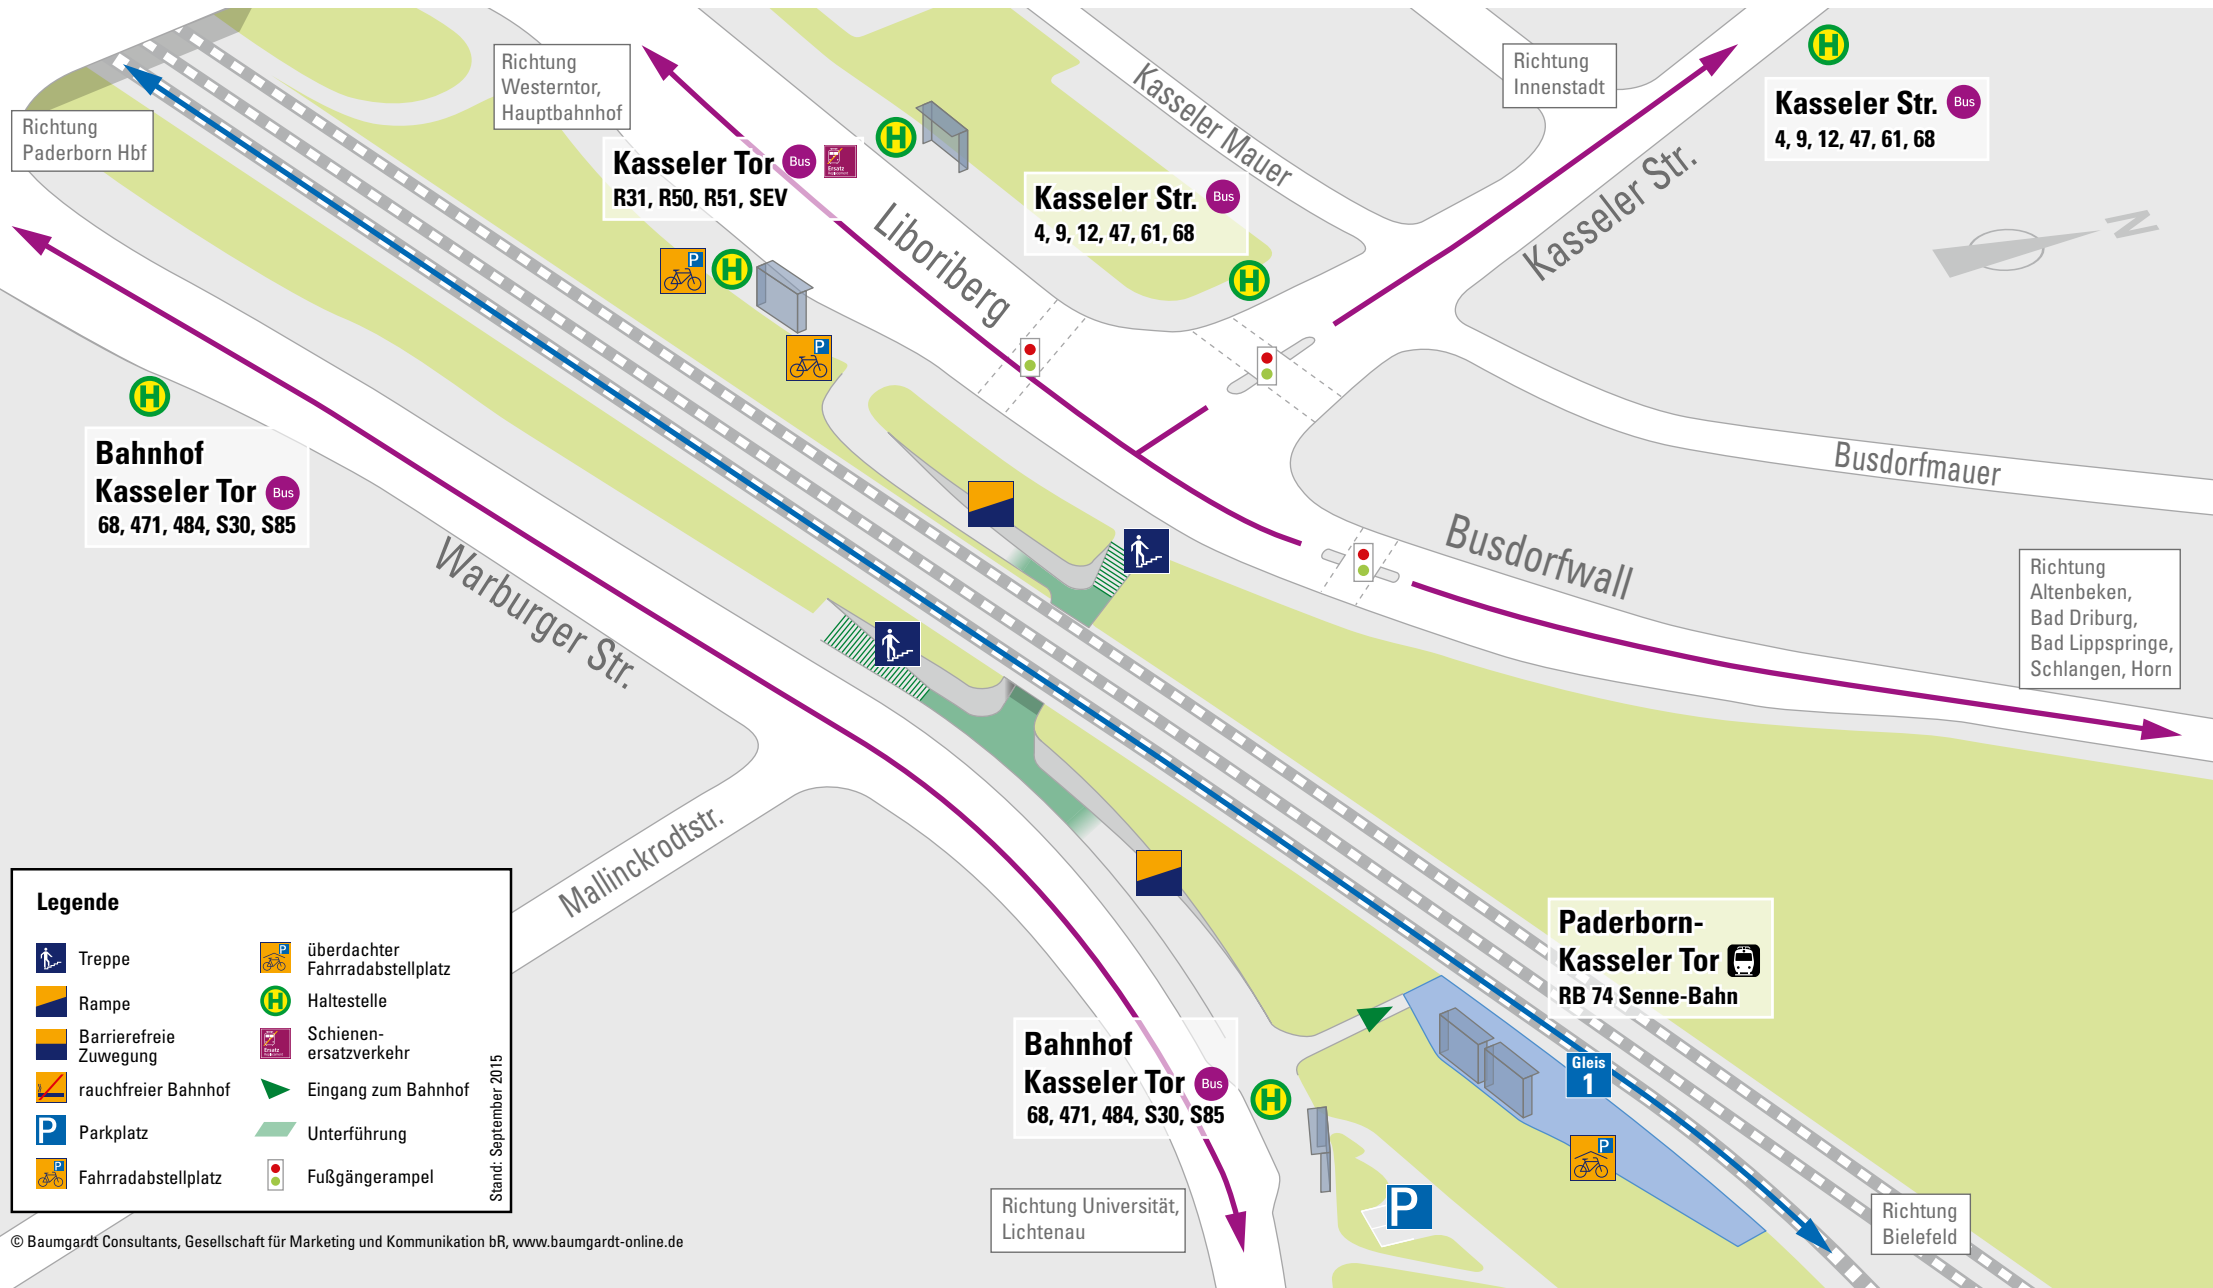 Richtung
Paderborn Hbf
Richtung
Westerntor,
Hauptbahnhof
Kasseler Tor Bus
R31, R50, R51, SEV
H
Kasseler Mauer
Richtung
Innenstadt
H
Kasseler Str. Bus
4, 9, 12, 47, 61, 68
Kasseler Str. Bus
4, 9, 12, 47, 61, 68
H
Liboriberg
Kasseler Str.
N
P
H
P
H
Bahnhof
Kasseler Tor Bus
68, 471, 484, S30, S85
Warburger Str.
Busdorfmauer
Busdorfwall
Richtung
Altenbeken,
Bad Driburg,
Bad Lippspringe,
Schlangen, Horn
Mallinckrodtstr.
Paderborn-
Kasseler Tor
RB 74 Senne-Bahn
Gleis
1
P
Bahnhof
Kasseler Tor Bus
68, 471, 484, S30, S85
H
P
Richtung Universität,
Lichtenau
Richtung
Bielefeld
Legende
Treppe
Rampe
Barrierefreie
Zuwegung
rauchfreier Bahnhof
P
Parkplatz
P
Fahrradabstellplatz
P
überdachter
Fahrradabstellplatz
H
Haltestelle
Ersatz
Schienen-
ersatzverkehr
Eingang zum Bahnhof
Unterführung
Fußgängerampel
Stand: September 2015
© Baumgardt Consultants, Gesellschaft für Marketing und Kommunikation bR, www.baumgardt-online.de